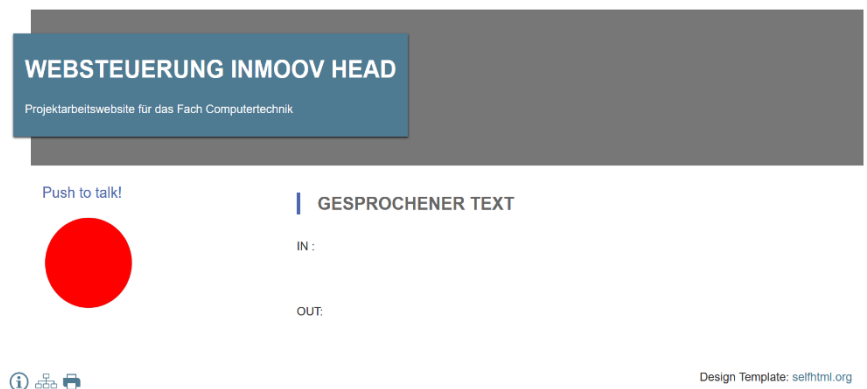 WEBSTEUERUNG INMOOV HEAD
Projektarbeitswebsite für das Fach Computertechnik
Push to talk!
GESPROCHENER TEXT
IN :
OUT:
Design Template: selfhtml.org